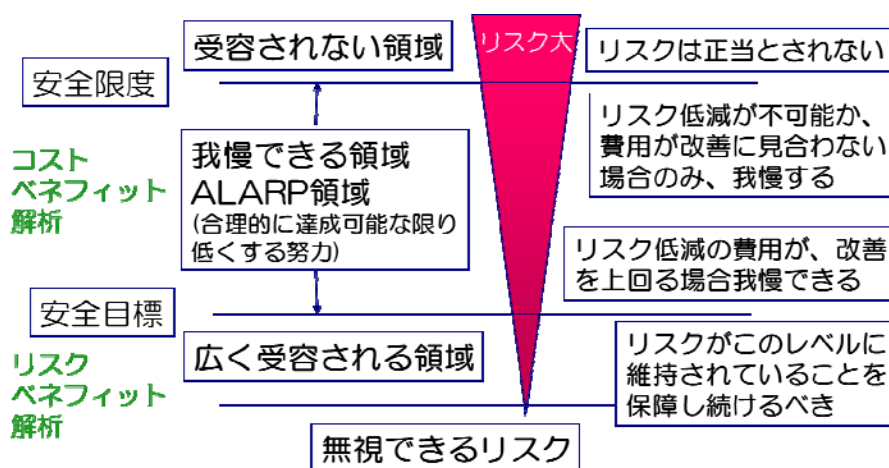 受容されない領域
リスク大
リスクは正当とされない
安全限度
リスク低減が不可能か、
費用が改善に見合わない
場合のみ、我慢する
コスト
ベネフィット
解析
我慢できる領域
ALARP領域
(合理的に達成可能な限り
低くする努力)
リスク低減の費用が、改善
を上回る場合我慢できる
安全目標
広く受容される領域
リスクがこのレベルに
維持されていることを
保障し続けるべき
リスク
ベネフィット
解析
無視できるリスク